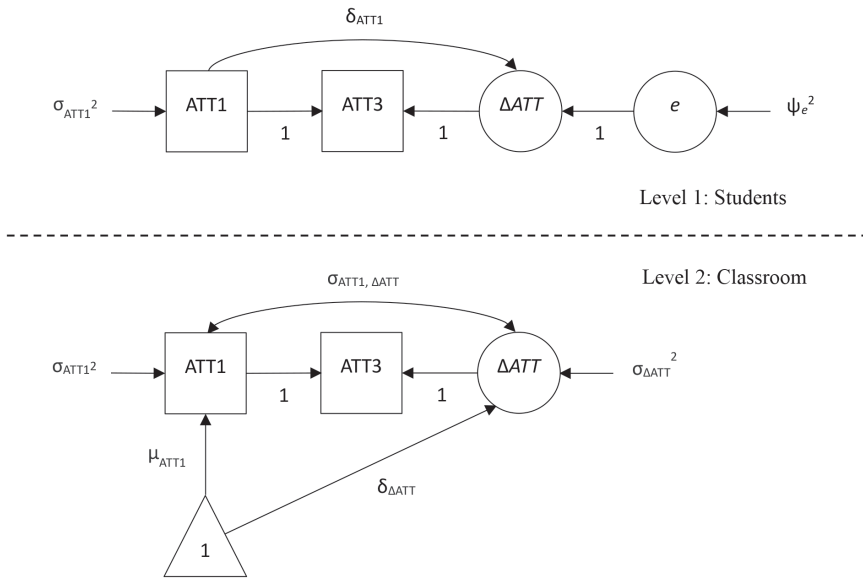 δATT1
σATT1² ATT1 ATT3 ΔATT e ψe²
1 1 1
Level 1: Students
Level 2: Classroom
σATT1, ΔATT
σATT1² ATT1 ATT3 ΔATT σΔATT²
1 1
μATT1
δΔATT
1